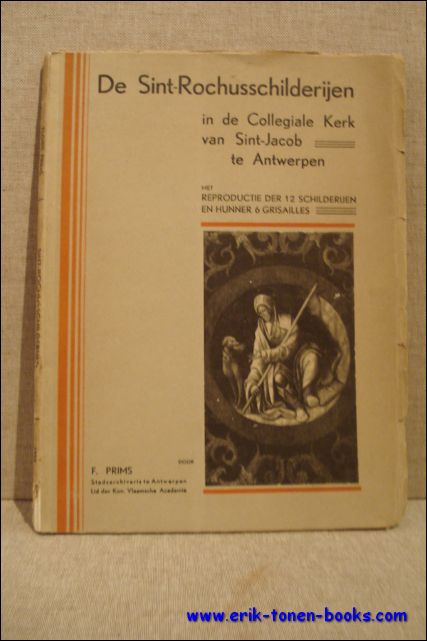 De Sint-Rochusschilderijen
in de Collegiale Kerk
van Sint-Jacob
te Antwerpen
MET
REPRODUCTIE DER 12 SCHILDERIJEN
EN HUNNER 6 GRISAILLES
DOOR
F. PRIMS
Stadsarchivaris te Antwerpen
Lid der Kon. Vlaamsche Academie
www.erik-tonen-books.com